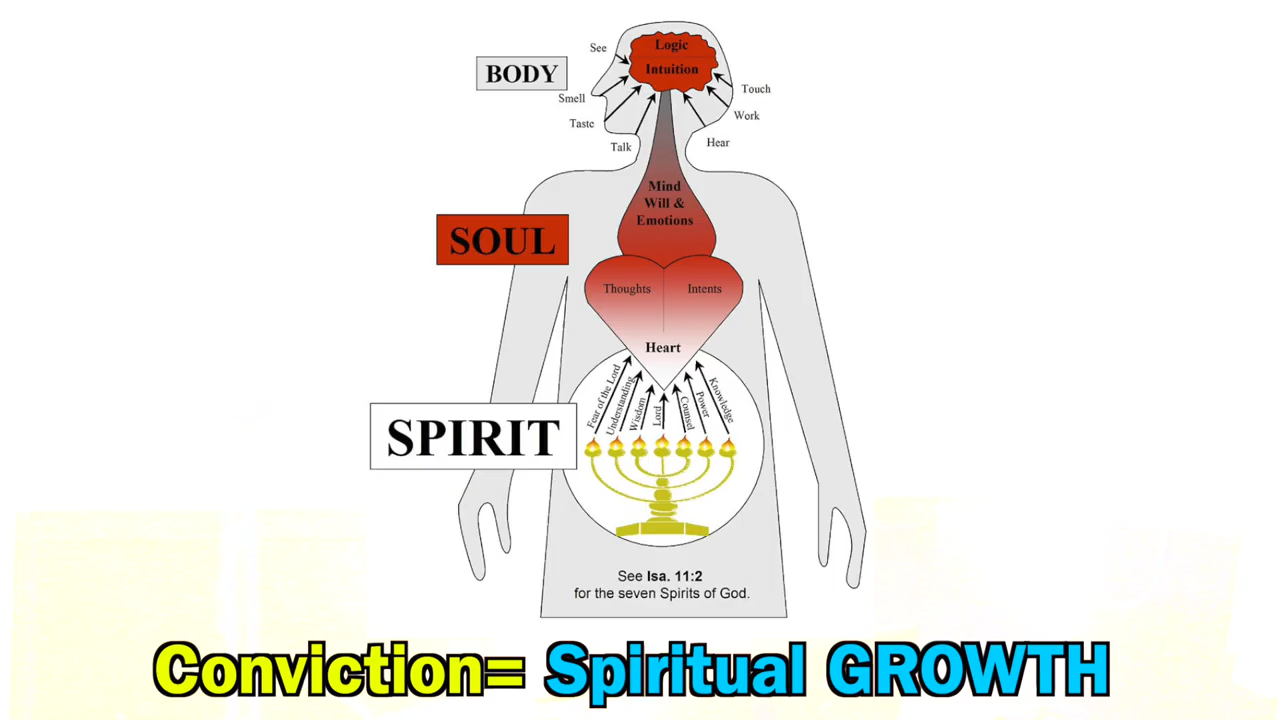 See
Logic
Intuition
BODY
Smell
Taste
Talk
Touch
Work
Hear
Mind
Will &
Emotions
SOUL
Thoughts
Intents
Heart
Fear of the Lord
Understanding
Wisdom
Lord
Counsel
Power
Knowledge
SPIRIT
See Isa. 11:2
for the seven Spirits of God.
Conviction= Spiritual GROWTH